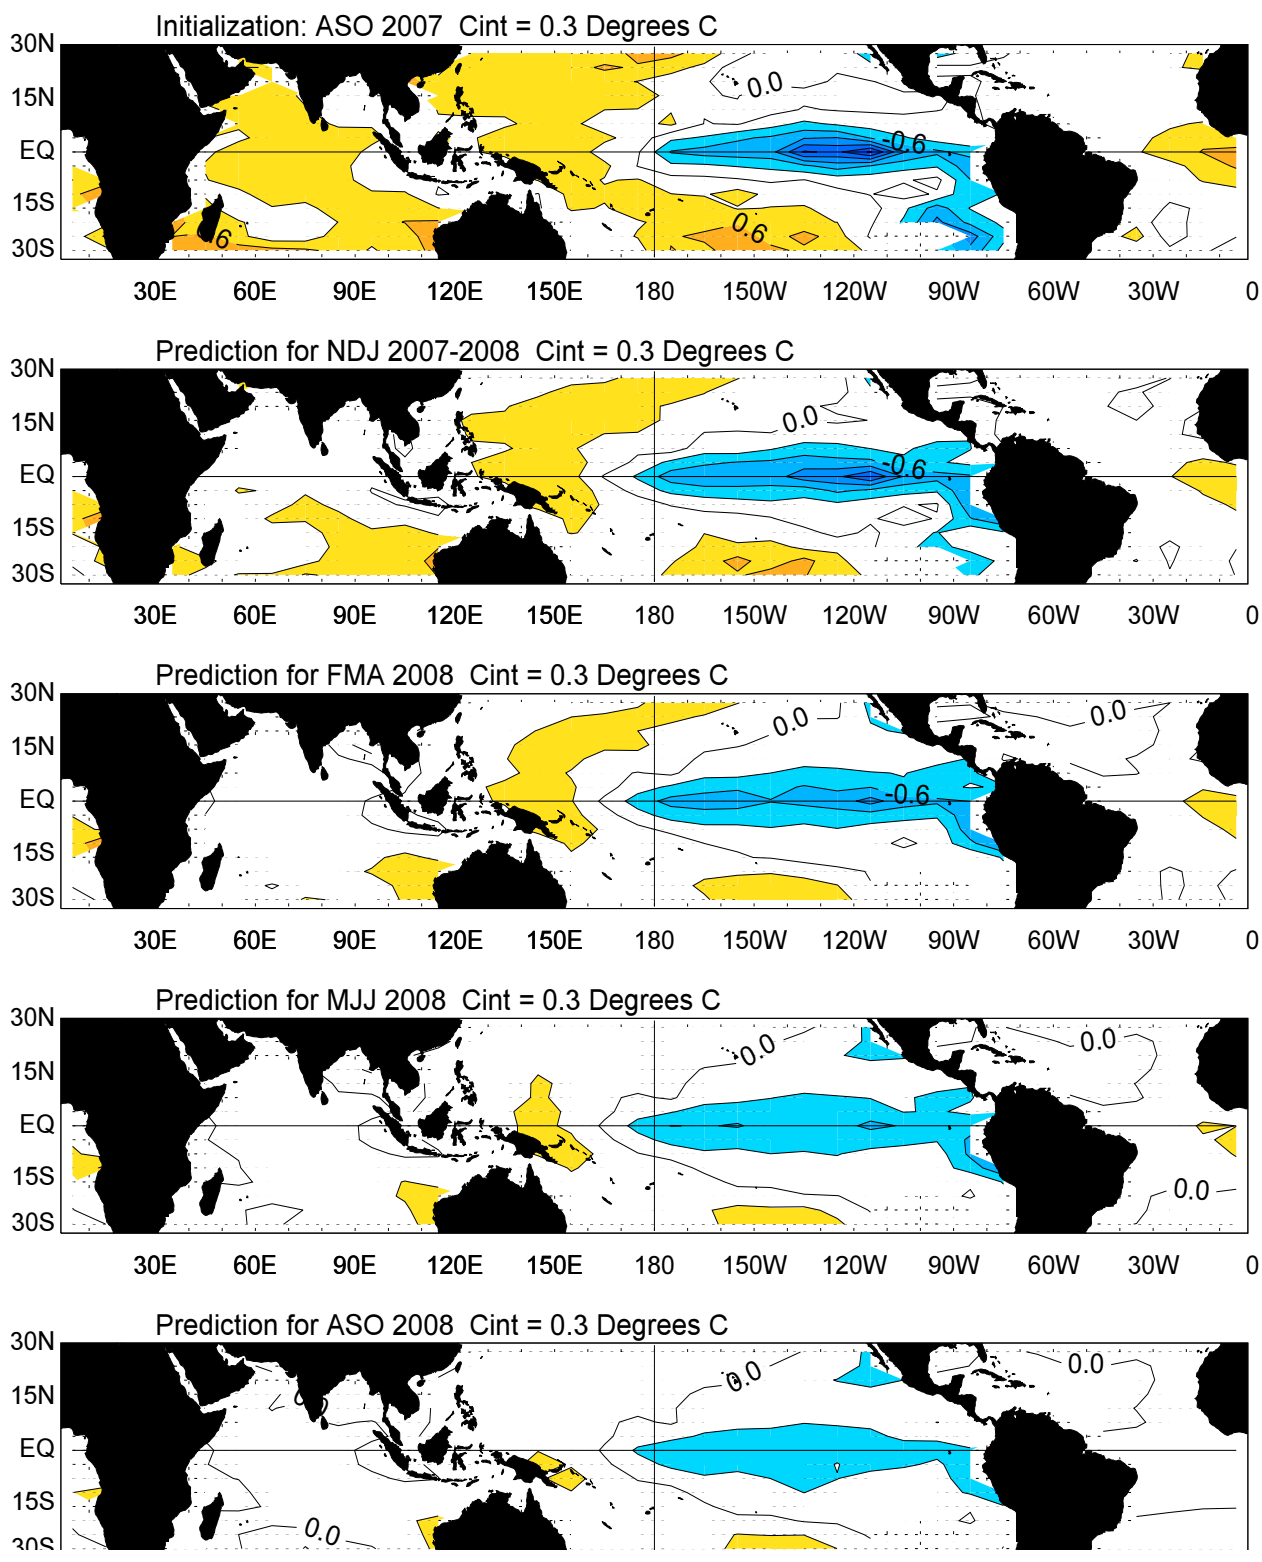 Initialization: ASO 2007  Cint = 0.3 Degrees C
30N
15N
EQ
15S
30S
0.0
-0.6
0.6
30E 60E 90E 120E 150E 180 150W 120W 90W 60W 30W 0
Prediction for NDJ 2007-2008  Cint = 0.3 Degrees C
30N
15N
EQ
15S
30S
0.0
-0.6
30E 60E 90E 120E 150E 180 150W 120W 90W 60W 30W 0
Prediction for FMA 2008  Cint = 0.3 Degrees C
30N
15N
EQ
15S
30S
0.0
0.0
-0.6
30E 60E 90E 120E 150E 180 150W 120W 90W 60W 30W 0
Prediction for MJJ 2008  Cint = 0.3 Degrees C
30N
15N
EQ
15S
30S
0.0
0.0
0.0
30E 60E 90E 120E 150E 180 150W 120W 90W 60W 30W 0
Prediction for ASO 2008  Cint = 0.3 Degrees C
30N
15N
EQ
15S
30S
0.0
0.0
0.0